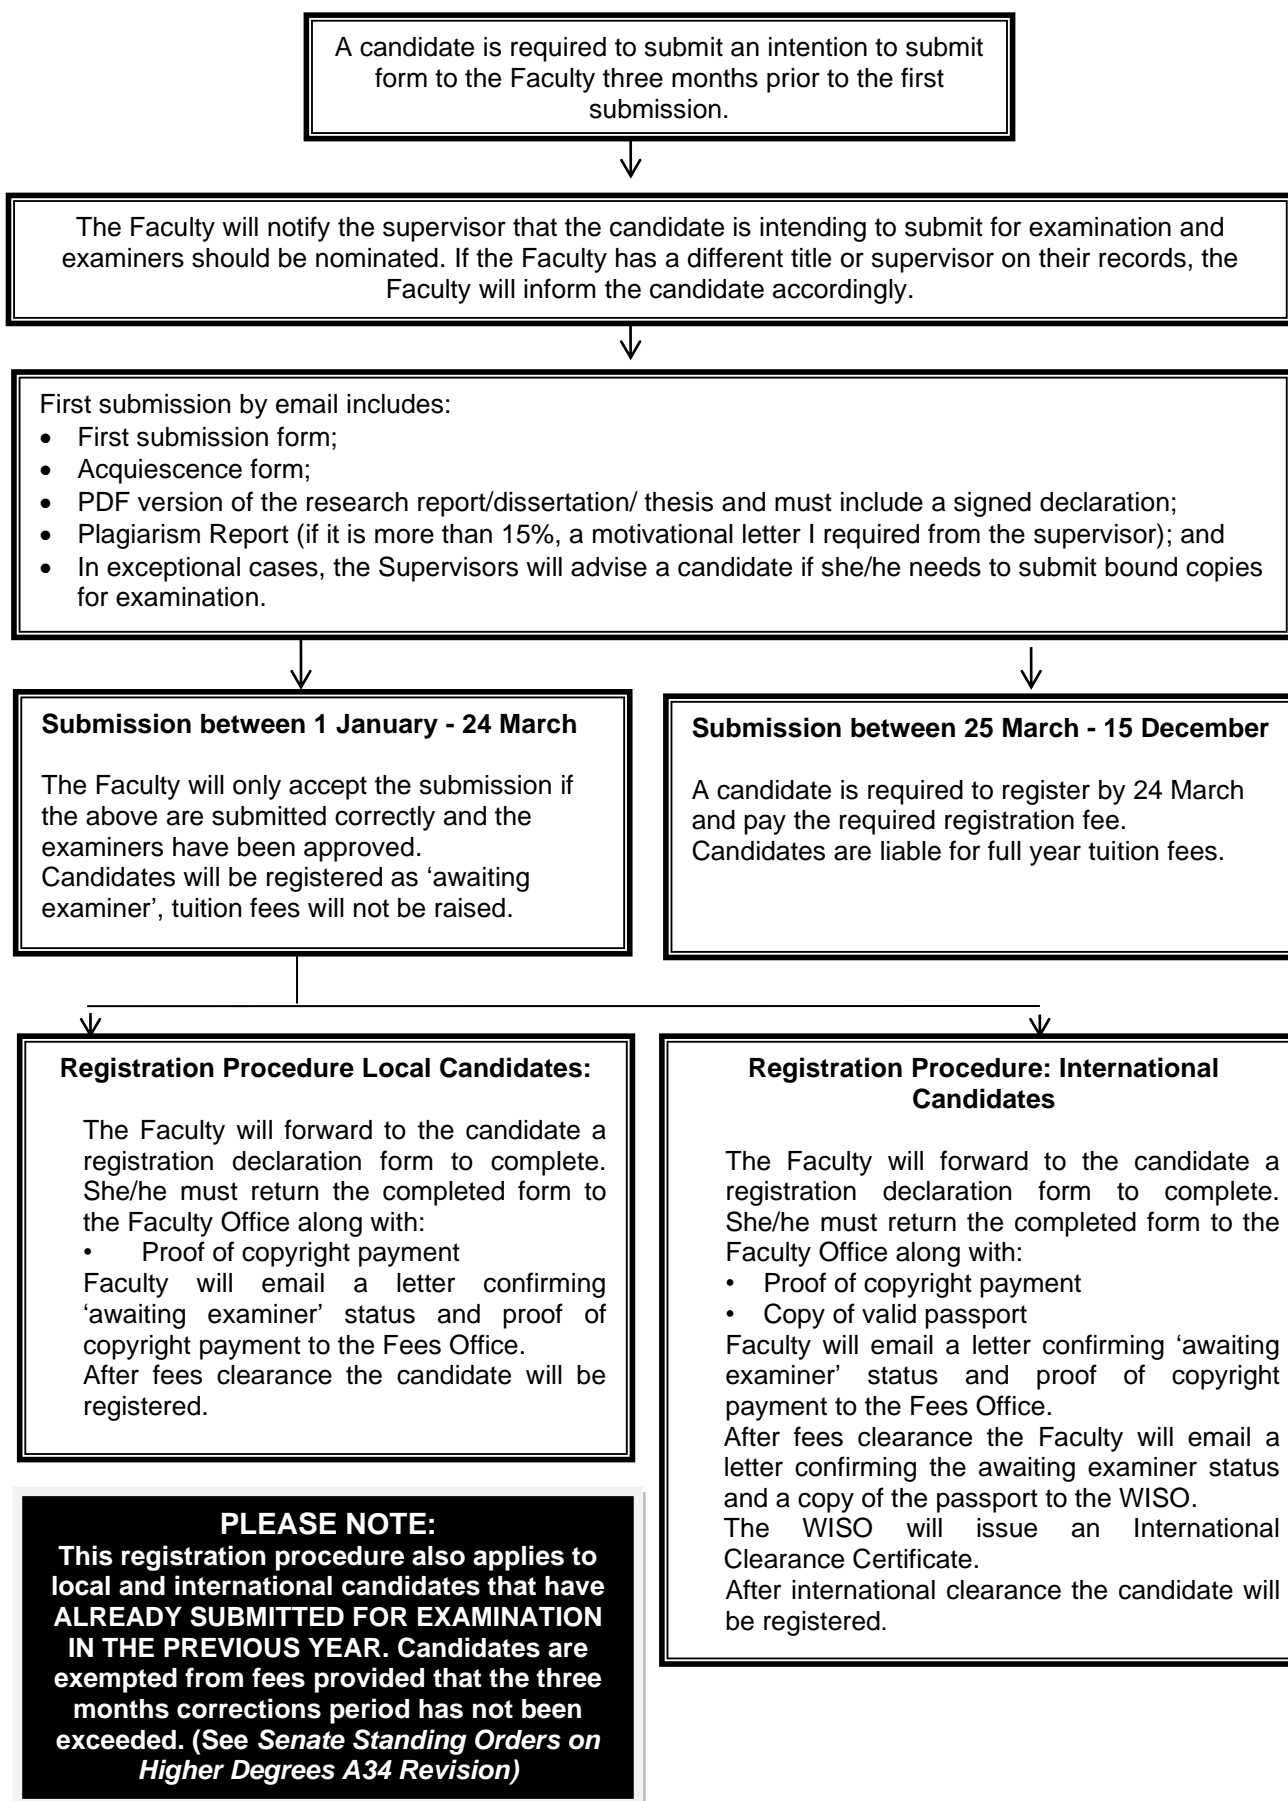 A candidate is required to submit an intention to submit
form to the Faculty three months prior to the first
submission.
The Faculty will notify the supervisor that the candidate is intending to submit for examination and
examiners should be nominated. If the Faculty has a different title or supervisor on their records, the
Faculty will inform the candidate accordingly.
First submission by email includes:
• First submission form;
• Acquiescence form;
• PDF version of the research report/dissertation/ thesis and must include a signed declaration;
• Plagiarism Report (if it is more than 15%, a motivational letter I required from the supervisor); and
• In exceptional cases, the Supervisors will advise a candidate if she/he needs to submit bound copies
for examination.
Submission between 1 January - 24 March
The Faculty will only accept the submission if
the above are submitted correctly and the
examiners have been approved.
Candidates will be registered as ‘awaiting
examiner’, tuition fees will not be raised.
Submission between 25 March - 15 December
A candidate is required to register by 24 March
and pay the required registration fee.
Candidates are liable for full year tuition fees.
Registration Procedure Local Candidates:
The Faculty will forward to the candidate a
registration declaration form to complete.
She/he must return the completed form to
the Faculty Office along with:
• Proof of copyright payment
Faculty will email a letter confirming
‘awaiting examiner’ status and proof of
copyright payment to the Fees Office.
After fees clearance the candidate will be
registered.
Registration Procedure: International
Candidates
The Faculty will forward to the candidate a
registration declaration form to complete.
She/he must return the completed form to the
Faculty Office along with:
• Proof of copyright payment
• Copy of valid passport
Faculty will email a letter confirming ‘awaiting
examiner’ status and proof of copyright
payment to the Fees Office.
After fees clearance the Faculty will email a
letter confirming the awaiting examiner status
and a copy of the passport to the WISO.
The WISO will issue an International
Clearance Certificate.
After international clearance the candidate will
be registered.
PLEASE NOTE:
This registration procedure also applies to
local and international candidates that have
ALREADY SUBMITTED FOR EXAMINATION
IN THE PREVIOUS YEAR. Candidates are
exempted from fees provided that the three
months corrections period has not been
exceeded. (See Senate Standing Orders on
Higher Degrees A34 Revision)